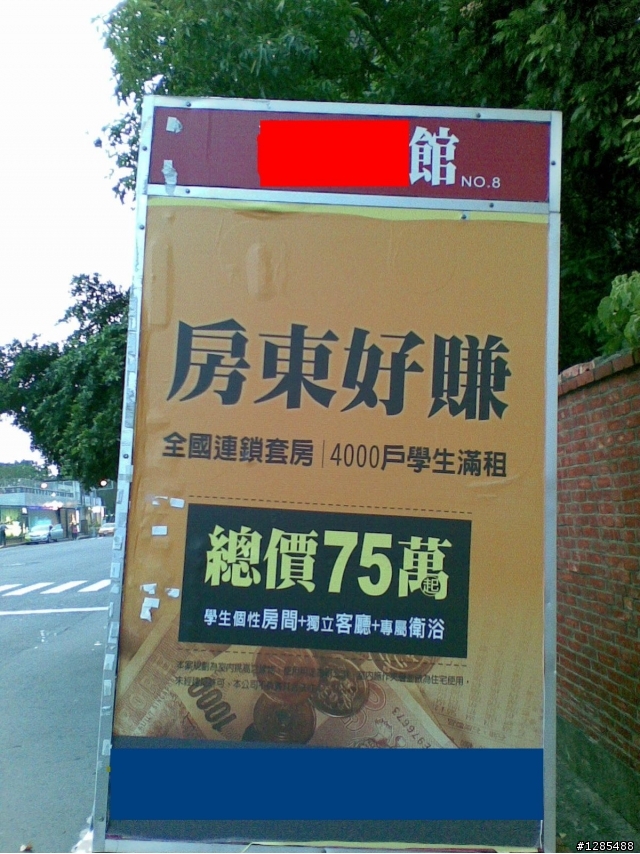 館 NO.8
房東好賺
全國連鎖套房|4000戶學生滿租
總價75萬起
學生個性房間+獨立客廳+專屬衛浴
1000
#1285488